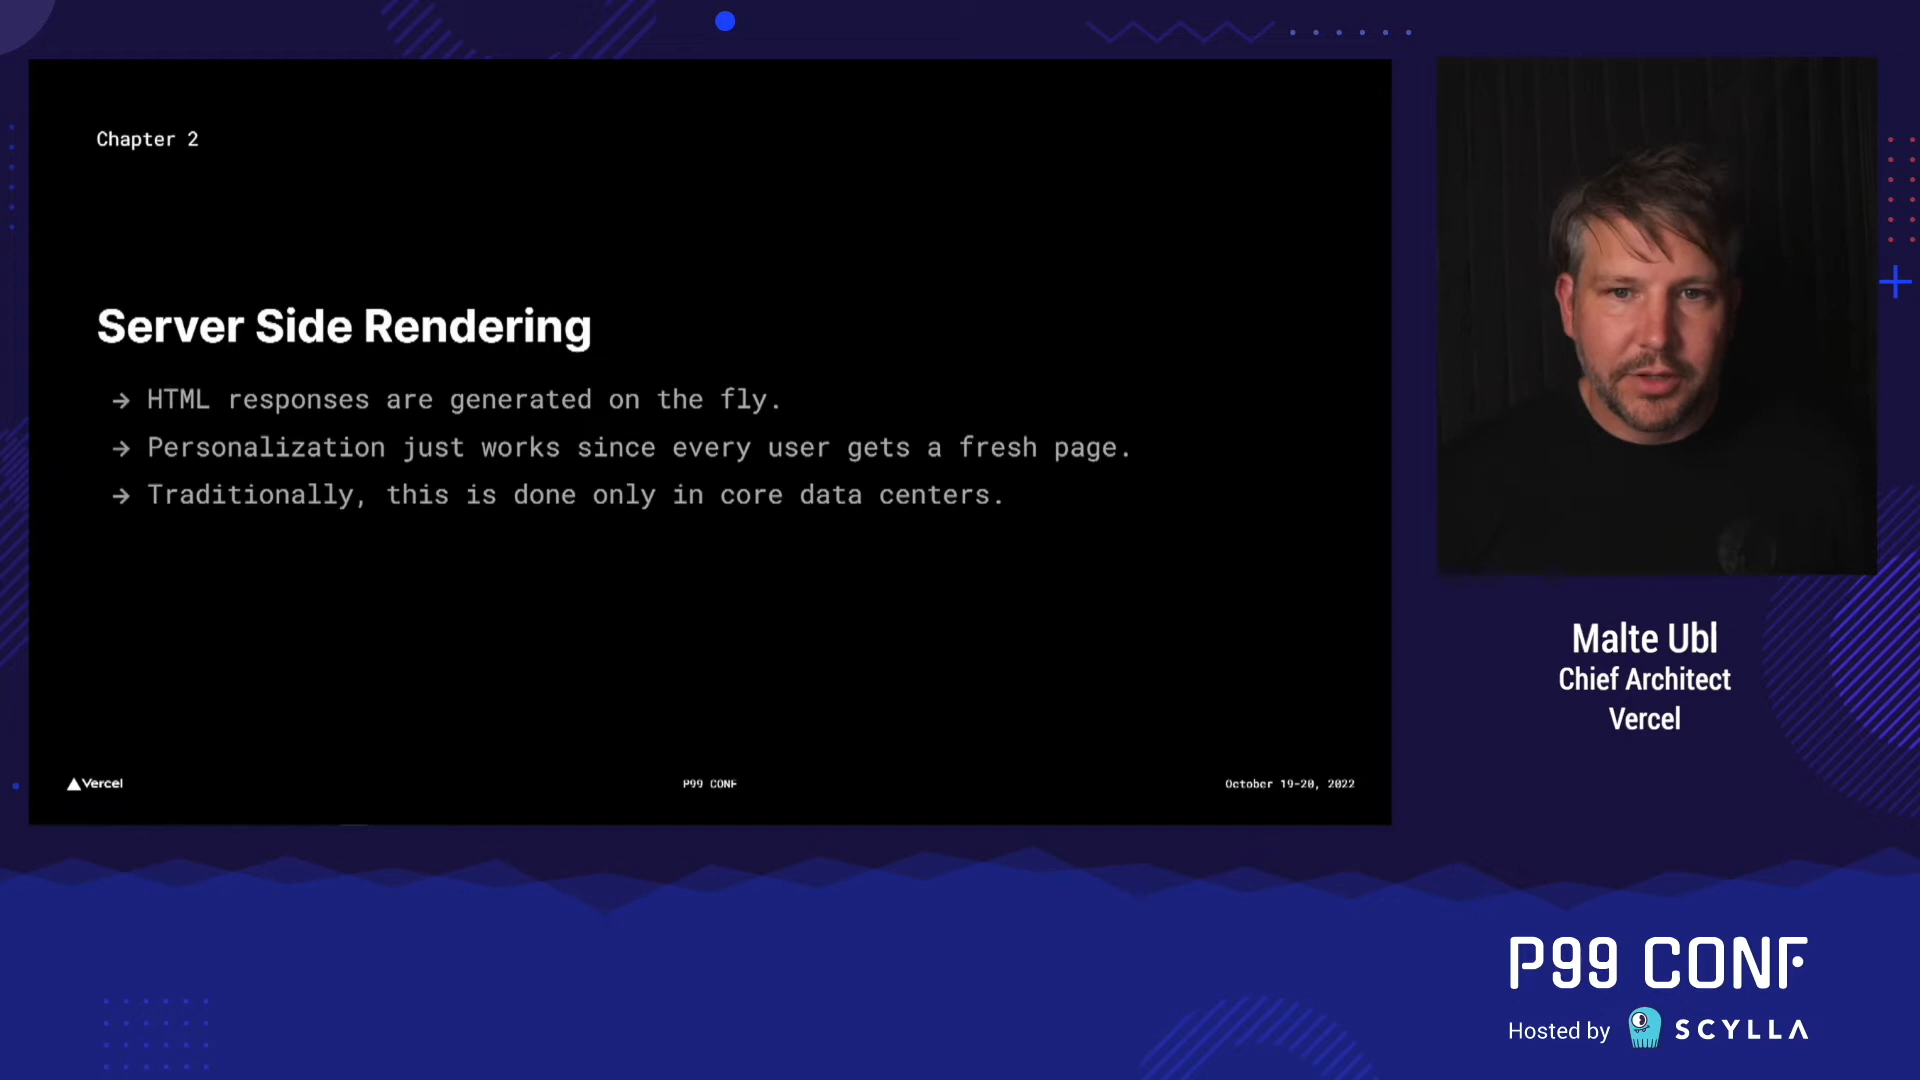 Chapter 2
Server Side Rendering
→ HTML responses are generated on the fly.
→ Personalization just works since every user gets a fresh page.
→ Traditionally, this is done only in core data centers.
Vercel
P99 CONF
October 19-20, 2022
Malte Ubl
Chief Architect
Vercel
P99 CONF
Hosted by SCYLLA